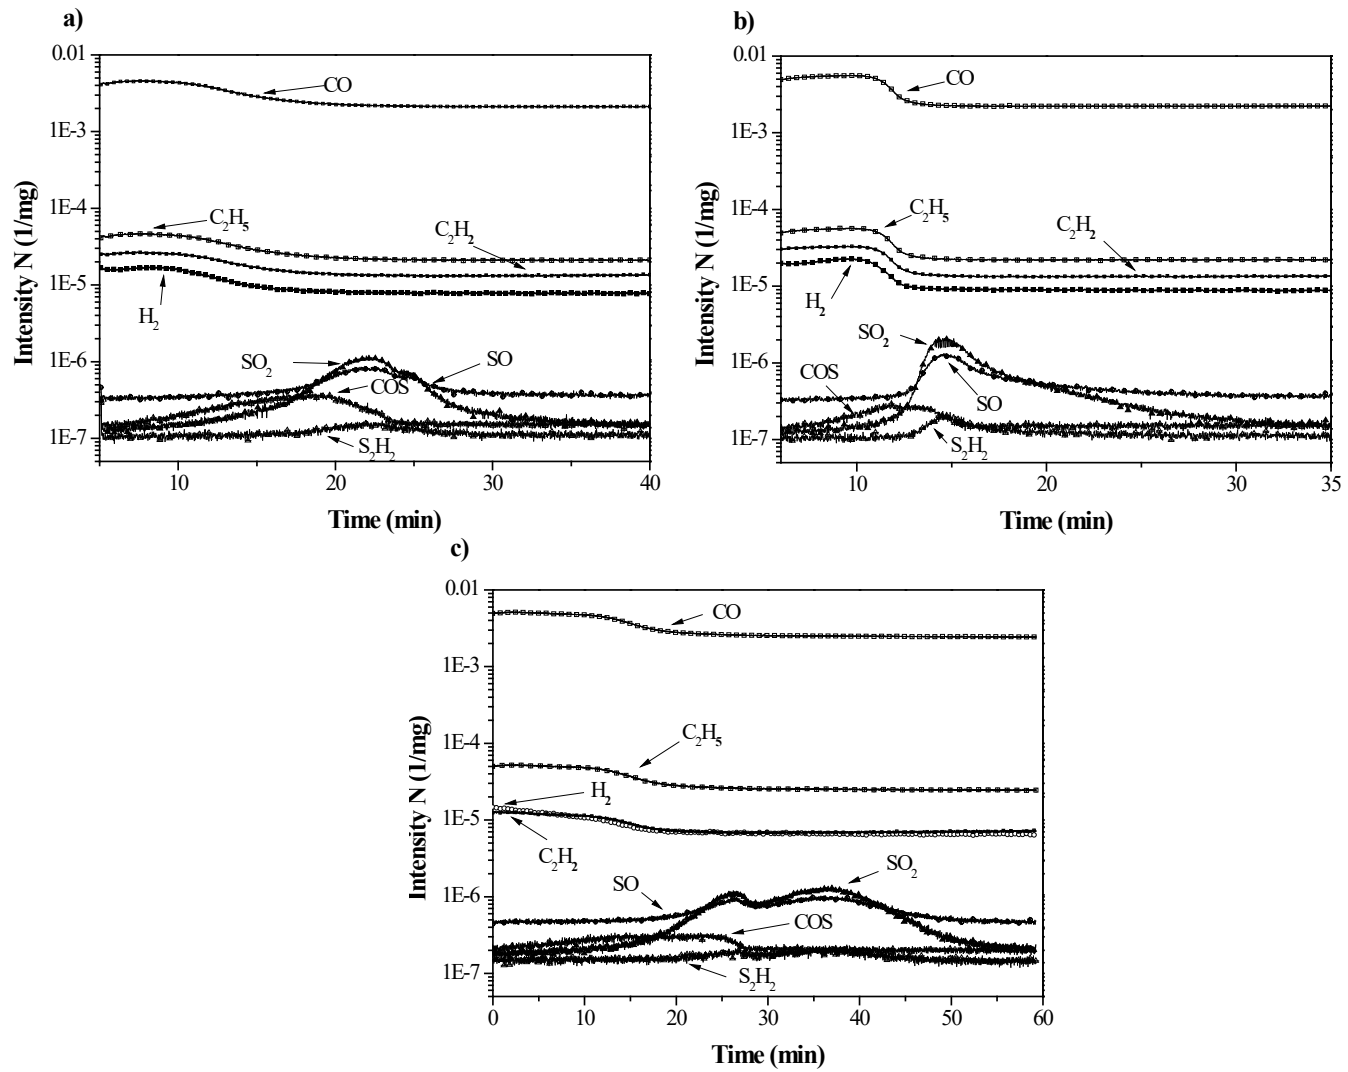 a)
0.01
1E-3
1E-4
1E-5
1E-6
1E-7
Intensity N (1/mg)
CO
C₂H₅
C₂H₂
H₂
SO₂
SO
COS
S₂H₂
10
20
30
40
Time (min)
b)
0.01
1E-3
1E-4
1E-5
1E-6
1E-7
Intensity N (1/mg)
CO
C₂H₅
C₂H₂
H₂
SO₂
COS
SO
S₂H₂
10
15
20
30
35
Time (min)
c)
0.01
1E-3
1E-4
1E-5
1E-6
1E-7
Intensity N (1/mg)
CO
C₂H₅
H₂
C₂H₂
SO₂
SO
COS
S₂H₂
0
10
20
30
40
50
60
Time (min)